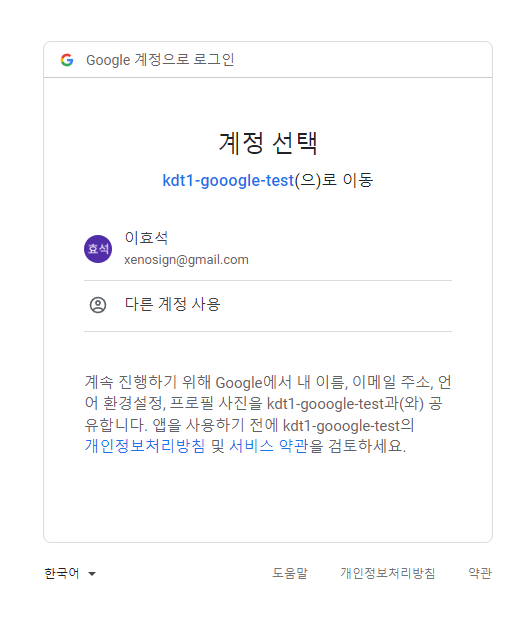 Google 계정으로 로그인
계정 선택
kdt1-gooogle-test(으)로 이동
효석
이효석
xenosign@gmail.com
다른 계정 사용
계속 진행하기 위해 Google에서 내 이름, 이메일 주소, 언
어 환경설정, 프로필 사진을 kdt1-gooogle-test과(와) 공
유합니다. 앱을 사용하기 전에 kdt1-gooogle-test의
개인정보처리방침 및 서비스 약관을 검토하세요.
한국어 도움말 개인정보처리방침 약관